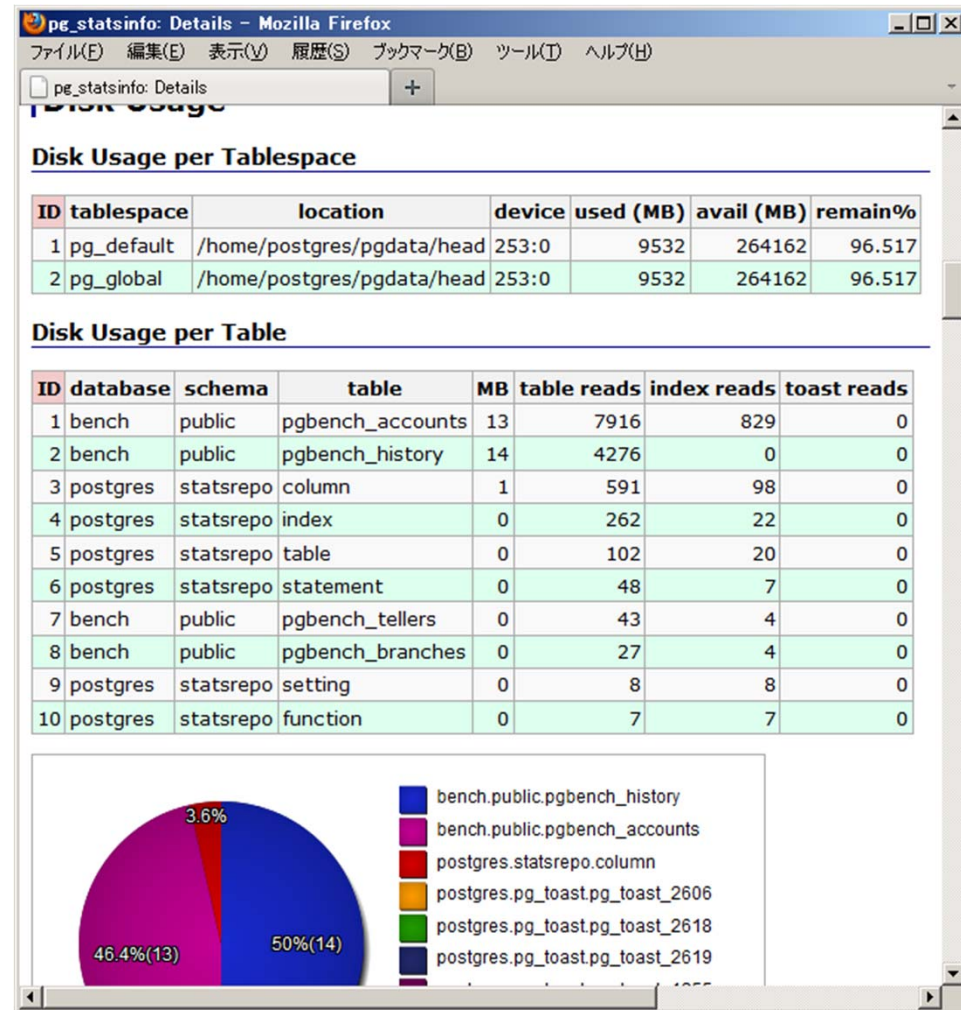 pg_statsinfo: Details - Mozilla Firefox
ファイル(F) 編集(E) 表示(V) 履歴(S) ブックマーク(B) ツール(T) ヘルプ(H)
pg_statsinfo: Details +
Disk Usage
Disk Usage per Tablespace
ID tablespace location device used (MB) avail (MB) remain%
1 pg_default /home/postgres/pgdata/head 253:0 9532 264162 96.517
2 pg_global /home/postgres/pgdata/head 253:0 9532 264162 96.517
Disk Usage per Table
ID database schema table MB table reads index reads toast reads
1 bench public pgbench_accounts 13 7916 829 0
2 bench public pgbench_history 14 4276 0 0
3 postgres statsrepo column 1 591 98 0
4 postgres statsrepo index 0 262 22 0
5 postgres statsrepo table 0 102 20 0
6 postgres statsrepo statement 0 48 7 0
7 bench public pgbench_tellers 0 43 4 0
8 bench public pgbench_branches 0 27 4 0
9 postgres statsrepo setting 0 8 8 0
10 postgres statsrepo function 0 7 7 0
3.6%
46.4%(13)
50%(14)
bench.public.pgbench_history
bench.public.pgbench_accounts
postgres.statsrepo.column
postgres.pg_toast.pg_toast_2606
postgres.pg_toast.pg_toast_2618
postgres.pg_toast.pg_toast_2619